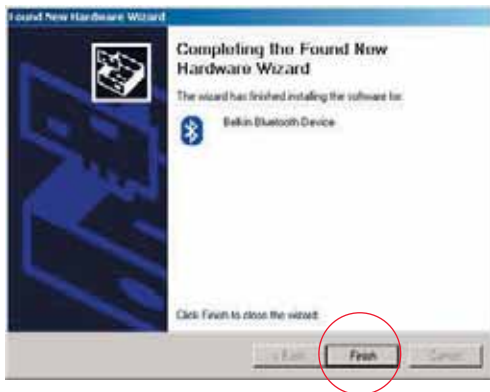 Found New Hardware Wizard
Completing the Found New
Hardware Wizard
The wizard has finished installing the software for:
Belkin Bluetooth Device
Click Finish to close the wizard.
< Back
Finish
Cancel